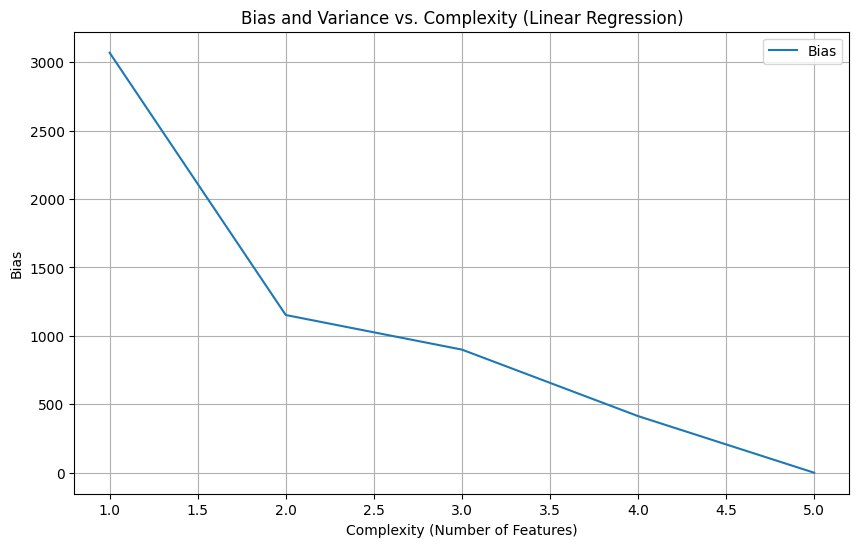 Bias and Variance vs. Complexity (Linear Regression)
Bias
3000
2500
2000
1500
1000
500
0
Bias
1.0 1.5 2.0 2.5 3.0 3.5 4.0 4.5 5.0
Complexity (Number of Features)